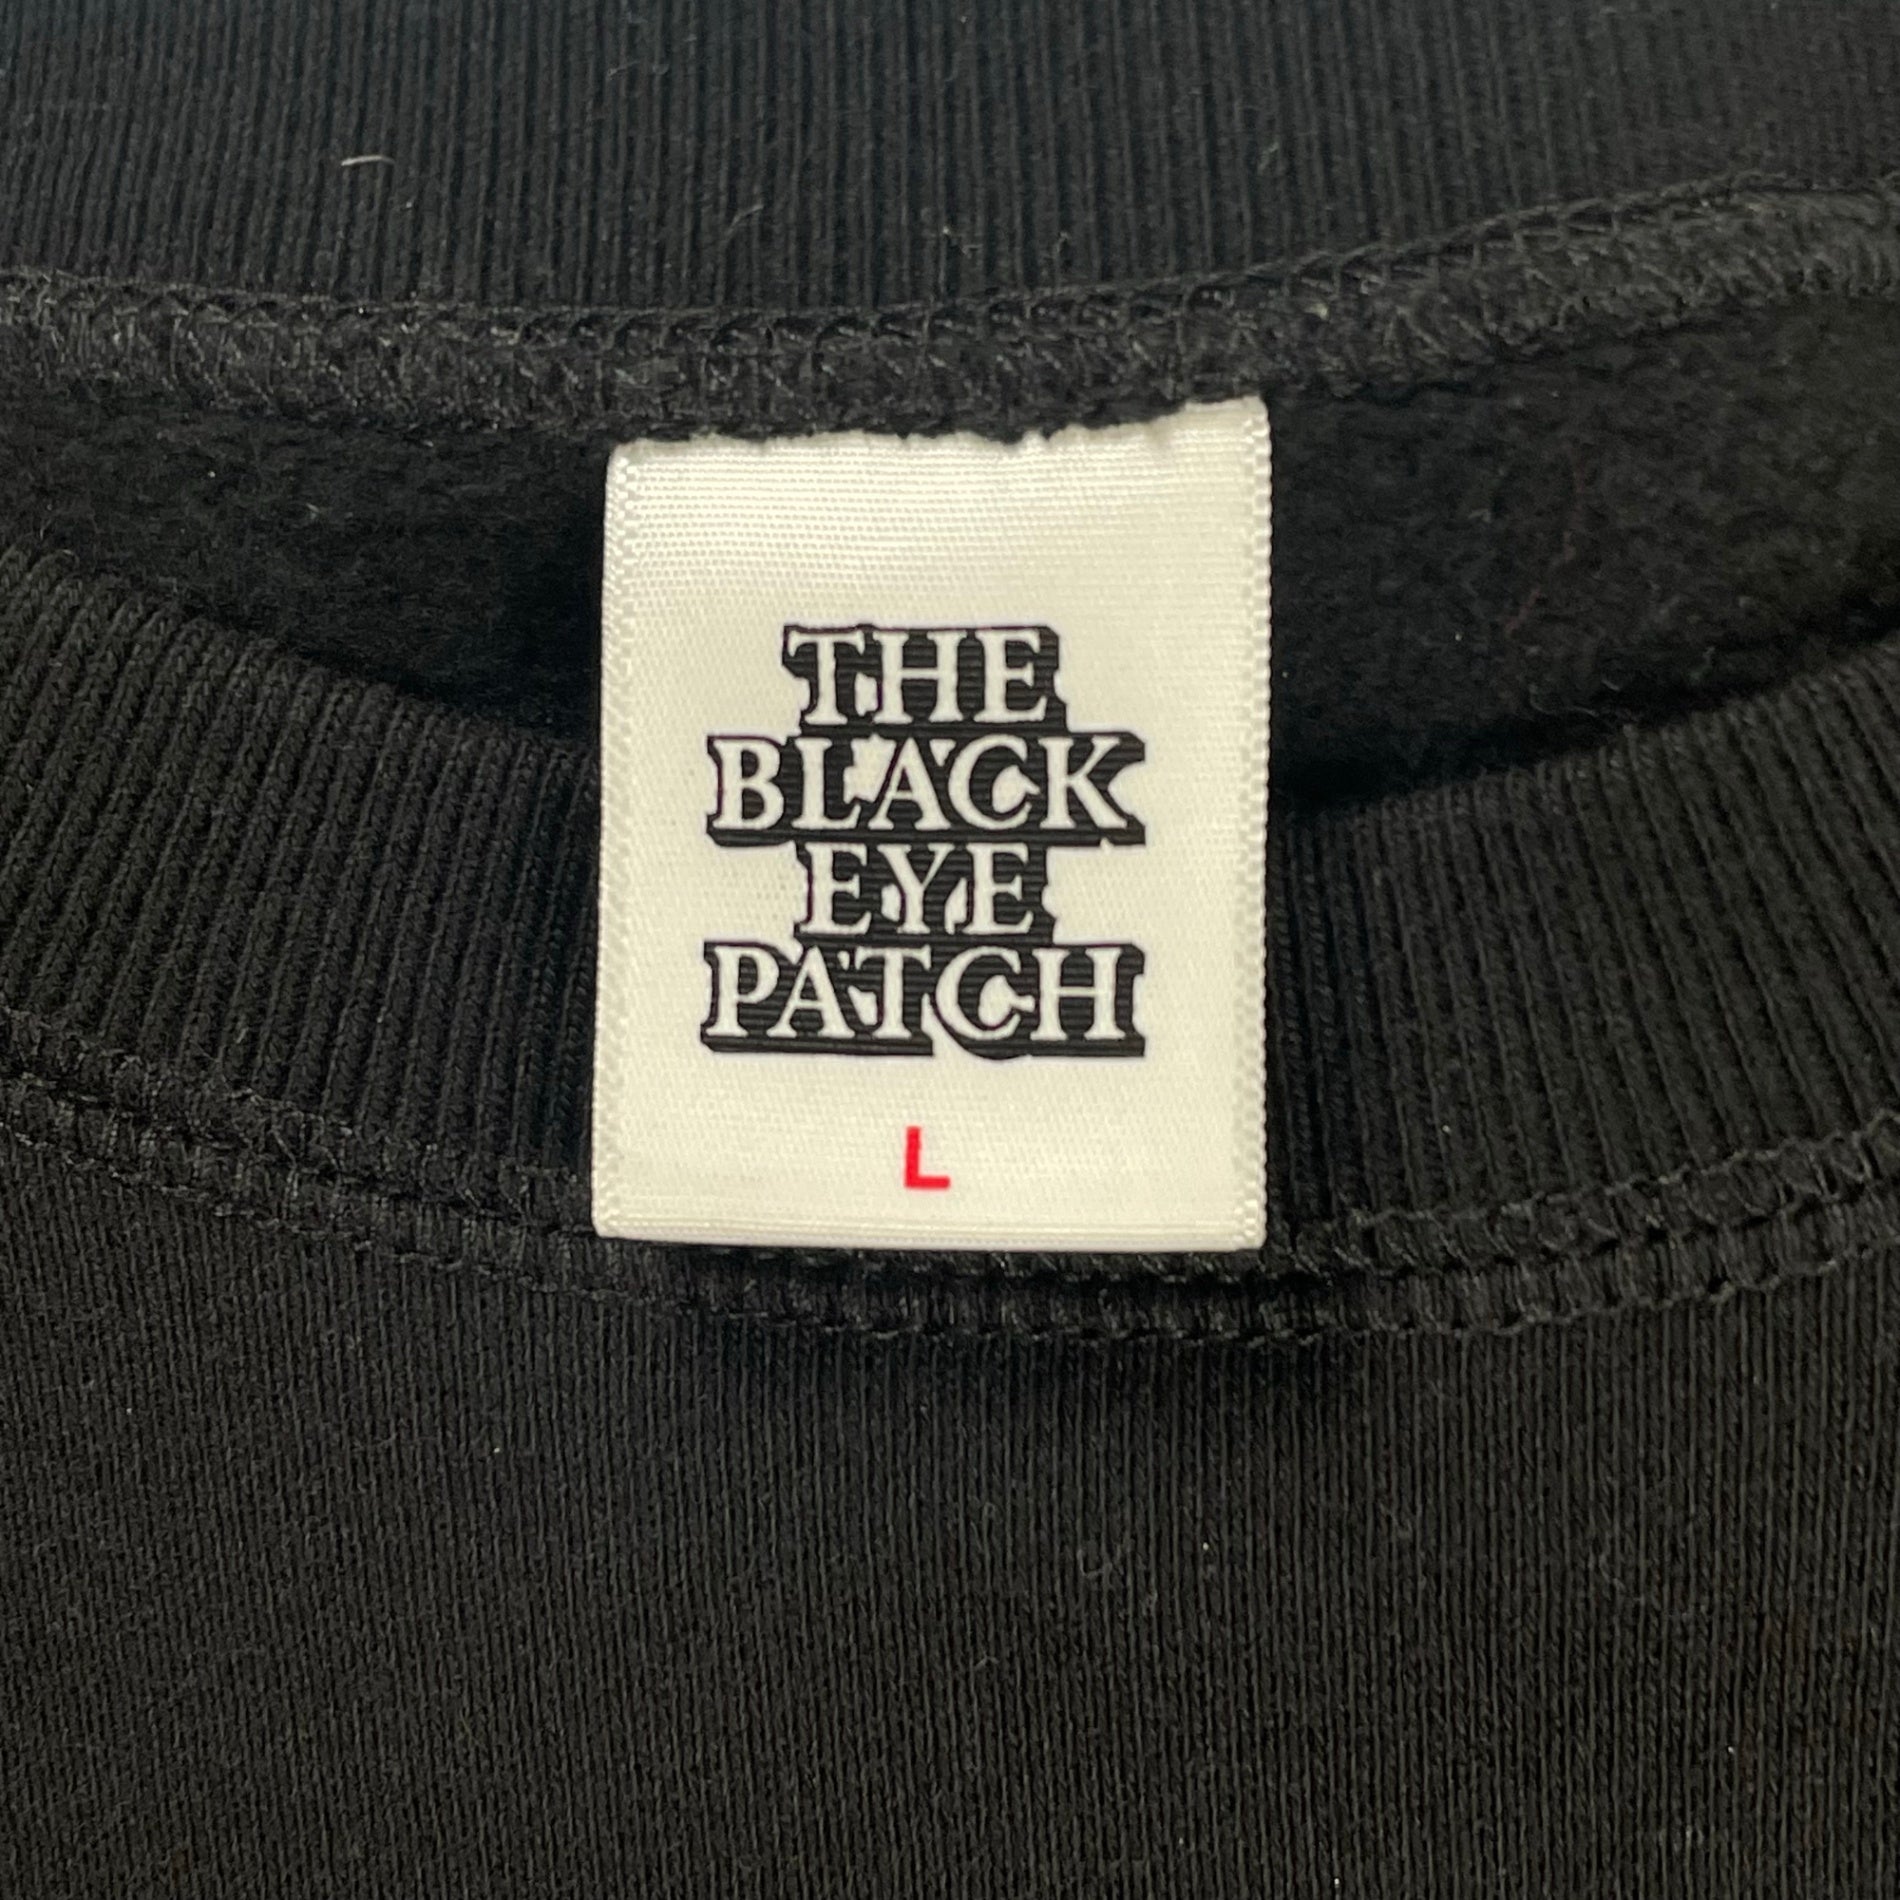 THE
BLACK
EYE
PATCH
L